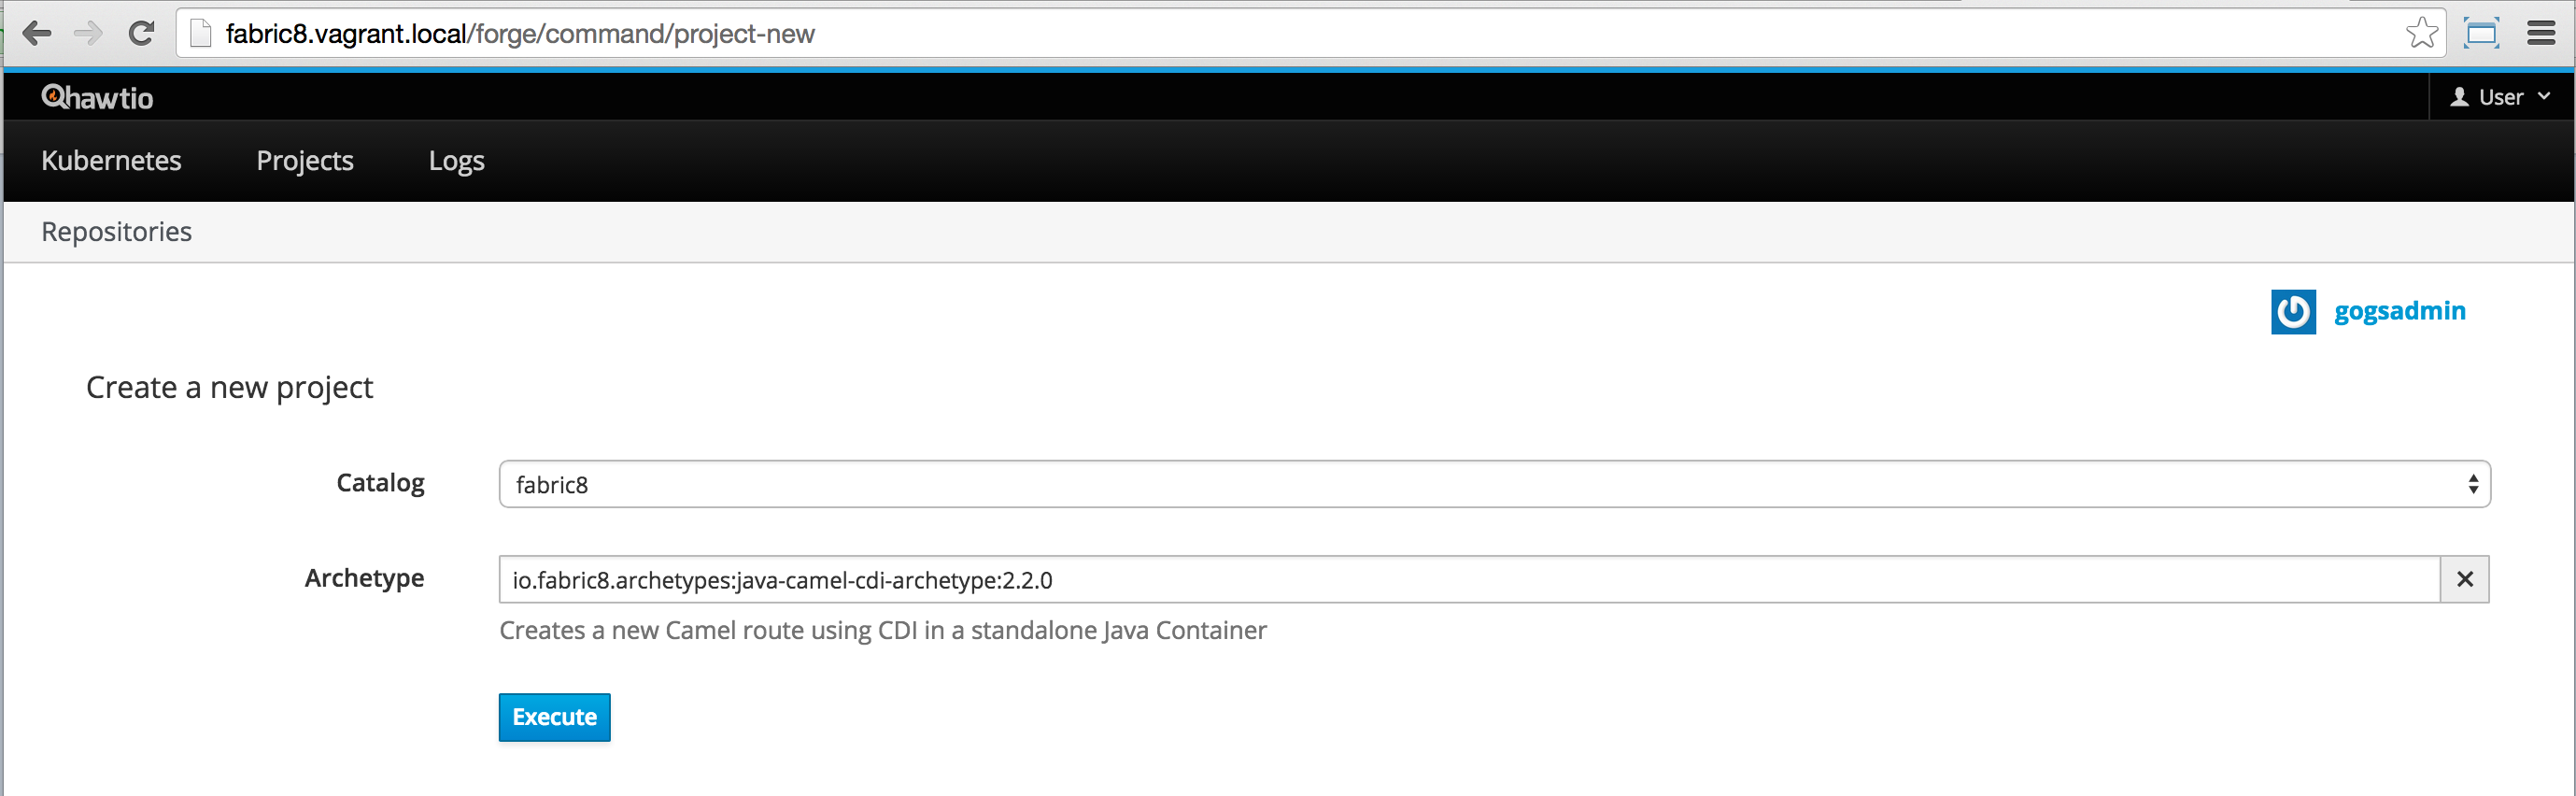 fabric8.vagrant.local/forge/command/project-new
hawtio
User
Kubernetes Projects Logs
Repositories
gogsadmin
Create a new project
Catalog fabric8
Archetype io.fabric8.archetypes:java-camel-cdi-archetype:2.2.0
Creates a new Camel route using CDI in a standalone Java Container
Execute